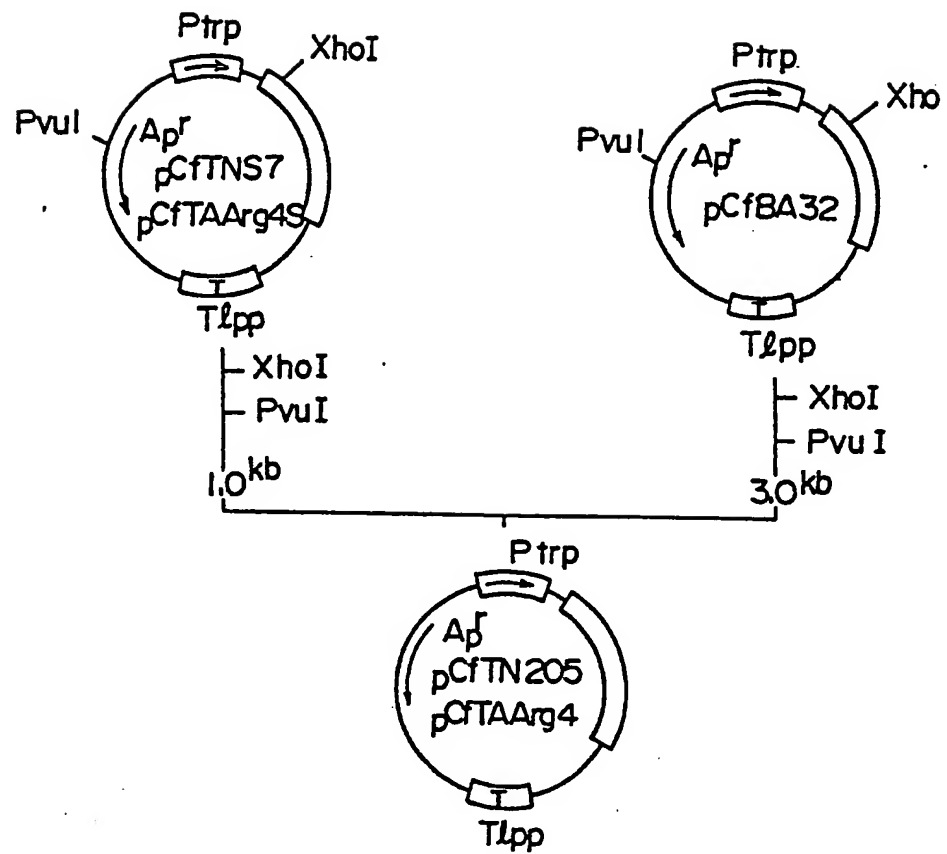 Ptrp
XhoI
PvuI
Apr
pCfTNS7
pCfTAArg4S
T
Tlpp
XhoI
PvuI
1.0kb
Ptrp.
Xho
PvuI
Apr
pCfBA32
T
Tlpp
XhoI
PvuI
3.0kb
Ptrp
Apr
pCfTN205
pCfTAArg4
T
Tlpp